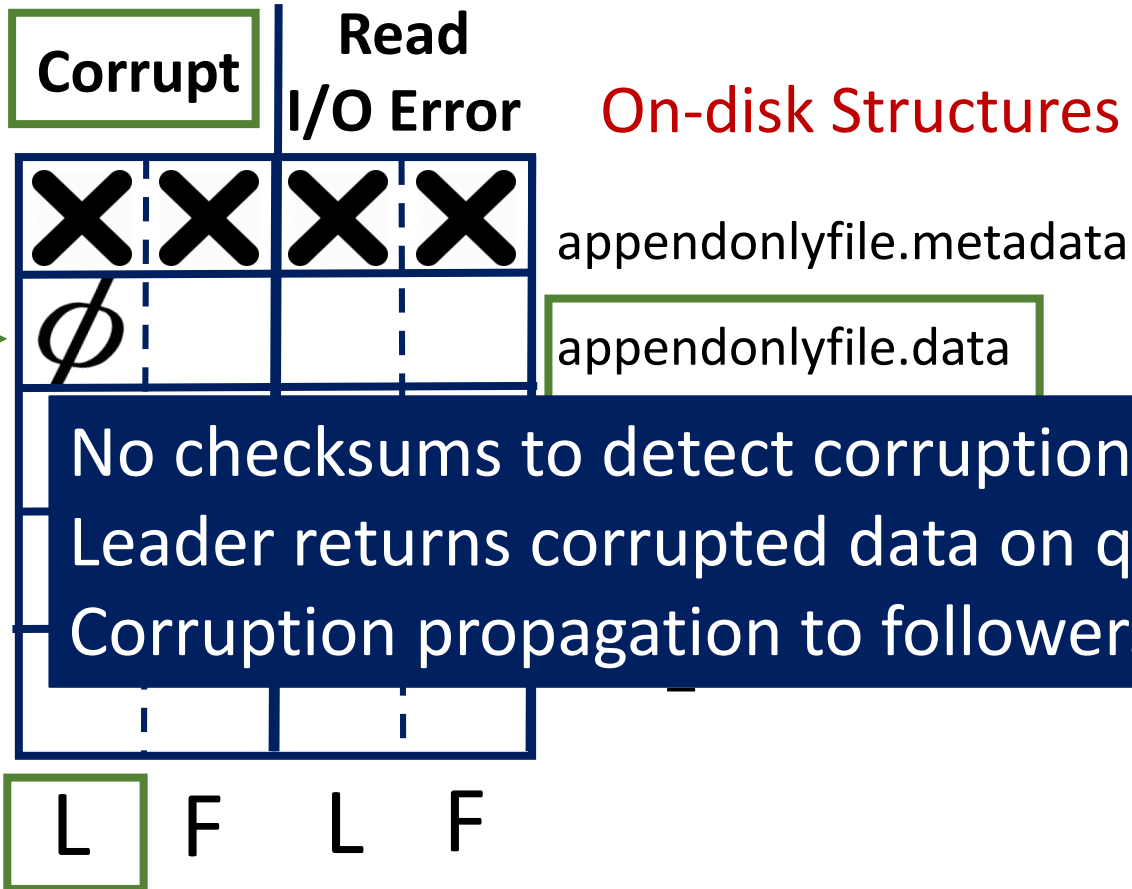 Corrupt
Read
I/O Error
On-disk Structures
appendonlyfile.metadata
ϕ
appendonlyfile.data
No checksums to detect corruption
Leader returns corrupted data on q
Corruption propagation to follower
L F L F